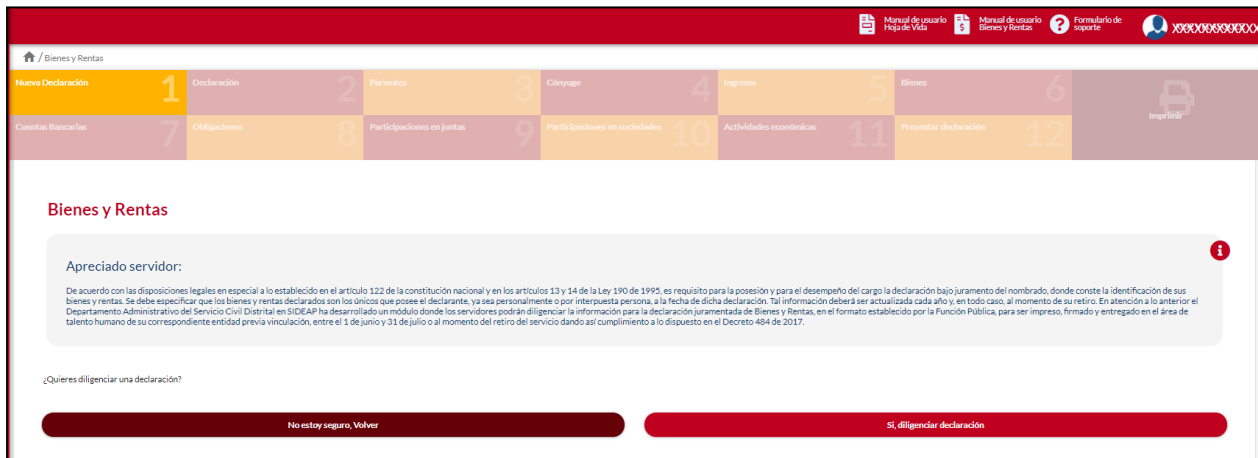 Manual de usuario
Hoja de Vida
Manual de usuario
Bienes y Rentas
Formulario de
soporte
/ Bienes y Rentas
Nueva Declaración 1 Declaración 2 Parientes 3 Cónyuge 4 Ingresos 5 Bienes 6 Imprimir
Cuentas Bancarias 7 Obligaciones 8 Participaciones en juntas 9 Participaciones en sociedades 10 Actividades económicas 11 Presentar declaración 12
Bienes y Rentas
Apreciado servidor:
De acuerdo con las disposiciones legales en especial a lo establecido en el artículo 122 de la constitución nacional y en los artículos 13 y 14 de la Ley 190 de 1995, es requisito para la posesión y para el desempeño del cargo la declaración bajo juramento del nombrado, donde conste la identificación de sus
bienes y rentas. Se debe especificar que los bienes y rentas declarados son los únicos que posee el declarante, ya sea personalmente o por interpuesta persona, a la fecha de dicha declaración. Tal información deberá ser actualizada cada año y, en todo caso, al momento de su retiro. En atención a lo anterior el
Departamento Administrativo del Servicio Civil Distrital en SIDEAP ha desarrollado un módulo donde los servidores podrán diligenciar la información para la declaración juramentada de Bienes y Rentas, en el formato establecido por la Función Pública, para ser impreso, firmado y entregado en el área de
talento humano de su correspondiente entidad previa vinculación, entre el 1 de junio y 31 de julio o al momento del retiro del servicio dando así cumplimiento a lo dispuesto en el Decreto 484 de 2017.
¿Quieres diligenciar una declaración?
No estoy seguro, Volver
Si, diligenciar declaración